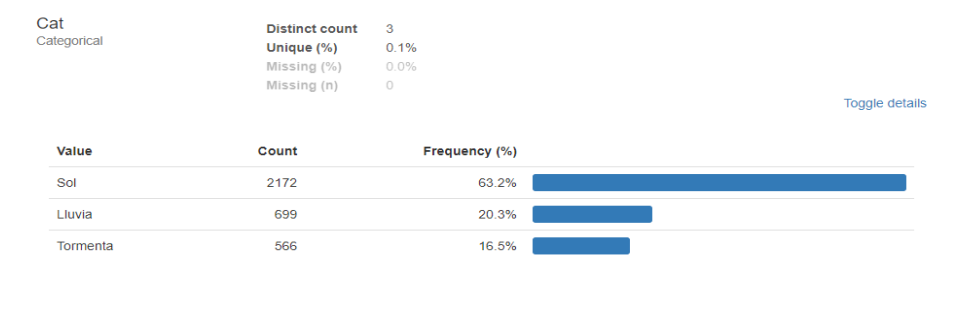 Cat
Categorical
Distinct count 3
Unique (%) 0.1%
Missing (%) 0.0%
Missing (n) 0
Toggle details
Value Count Frequency (%)
Sol 2172 63.2%
Lluvia 699 20.3%
Tormenta 566 16.5%